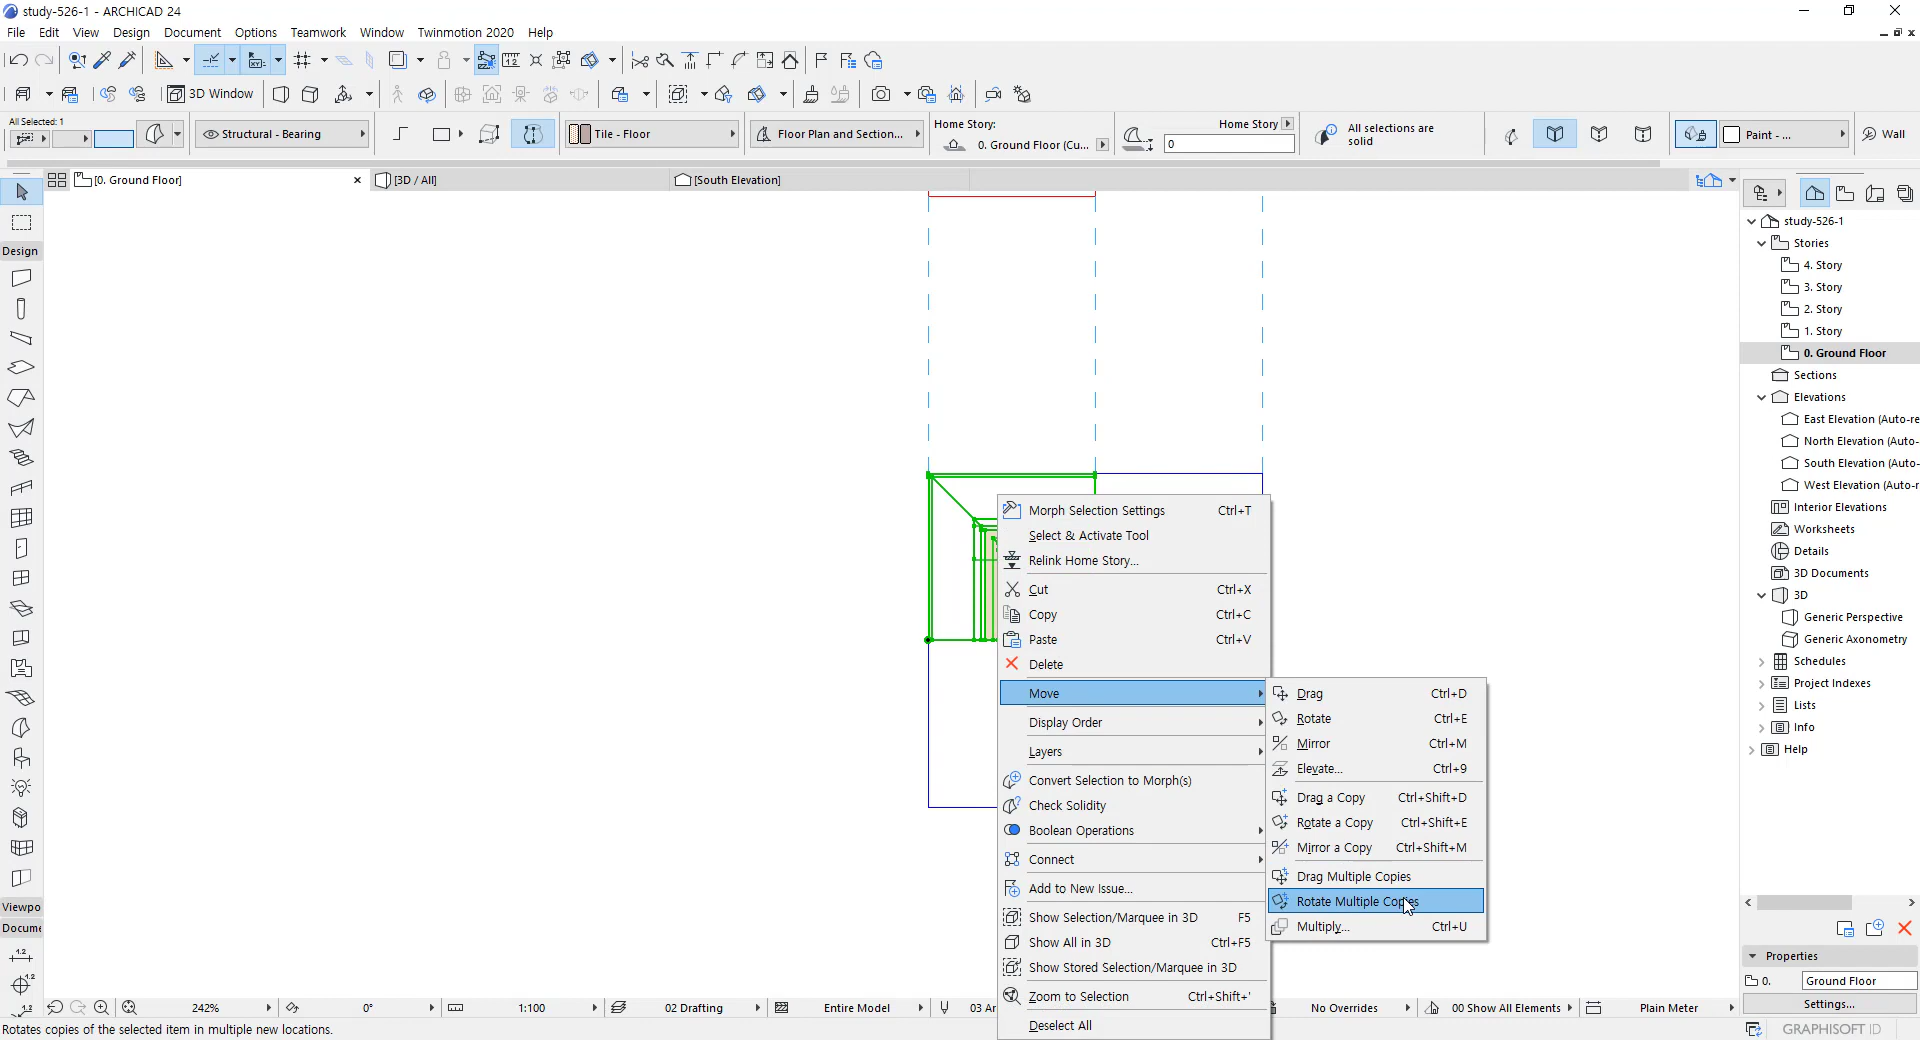 study-526-1 - ARCHICAD 24
File Edit View Design Document Options Teamwork Window Twinmotion 2020 Help
3D Window
All Selected: 1
Structural - Bearing
Tile - Floor
Floor Plan and Section...
Home Story:
0. Ground Floor (Cu...
Home Story
0
All selections are
solid
Paint - ...
Wall
[0. Ground Floor]
[3D / All]
[South Elevation]
Design
Viewpo
Docume
Morph Selection Settings Ctrl+T
Select & Activate Tool
Relink Home Story...
Cut Ctrl+X
Copy Ctrl+C
Paste Ctrl+V
Delete
Move
Display Order
Layers
Convert Selection to Morph(s)
Check Solidity
Boolean Operations
Connect
Add to New Issue...
Show Selection/Marquee in 3D F5
Show All in 3D Ctrl+F5
Show Stored Selection/Marquee in 3D
Zoom to Selection Ctrl+Shift+'
Deselect All
Drag Ctrl+D
Rotate Ctrl+E
Mirror Ctrl+M
Elevate... Ctrl+9
Drag a Copy Ctrl+Shift+D
Rotate a Copy Ctrl+Shift+E
Mirror a Copy Ctrl+Shift+M
Drag Multiple Copies
Rotate Multiple Copies
Multiply... Ctrl+U
study-526-1
Stories
4. Story
3. Story
2. Story
1. Story
0. Ground Floor
Sections
Elevations
East Elevation (Auto-re
North Elevation (Auto-
South Elevation (Auto-
West Elevation (Auto-r
Interior Elevations
Worksheets
Details
3D Documents
3D
Generic Perspective
Generic Axonometry
Schedules
Project Indexes
Lists
Info
Help
Properties
0. Ground Floor
Settings...
242% 0° 1:100 02 Drafting Entire Model 03 Ar No Overrides 00 Show All Elements Plain Meter
Rotates copies of the selected item in multiple new locations.
GRAPHISOFT ID